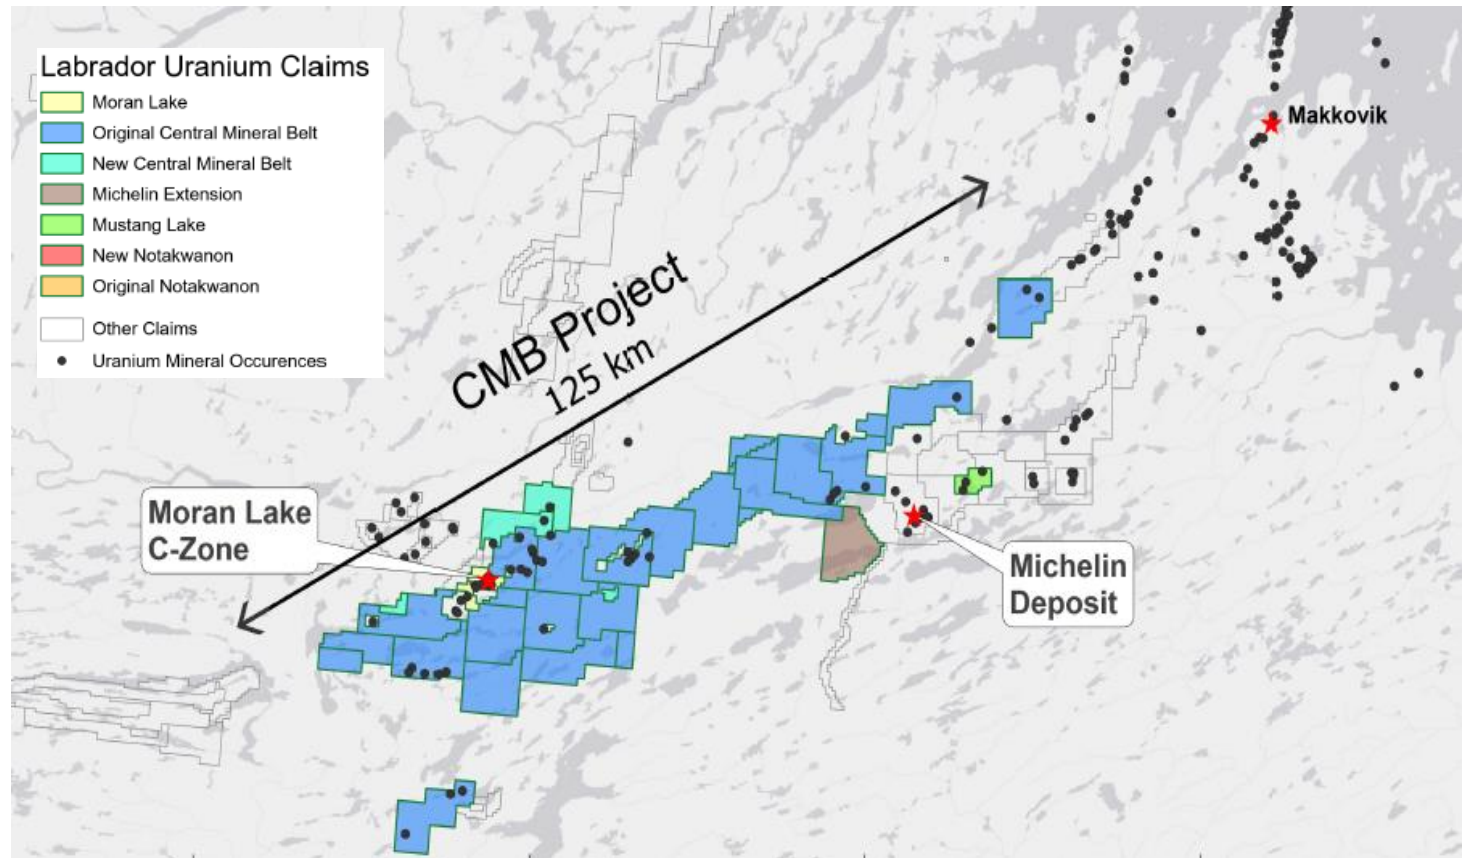 Labrador Uranium Claims
Moran Lake
Original Central Mineral Belt
New Central Mineral Belt
Michelin Extension
Mustang Lake
New Notakwanon
Original Notakwanon
Other Claims
Uranium Mineral Occurences
Makkovik
CMB Project
125 km
Moran Lake
C-Zone
Michelin
Deposit